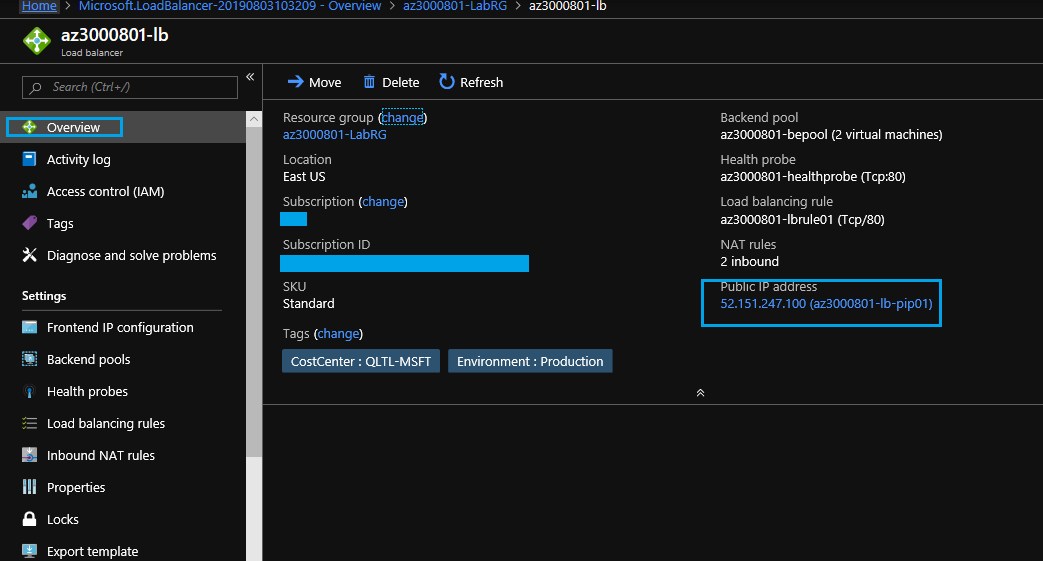 Home > Microsoft.LoadBalancer-20190803103209 - Overview > az3000801-LabRG > az3000801-lb
az3000801-lb
Load balancer
Search (Ctrl+/)
«
Overview
Activity log
Access control (IAM)
Tags
Diagnose and solve problems
Settings
Frontend IP configuration
Backend pools
Health probes
Load balancing rules
Inbound NAT rules
Properties
Locks
Export template
Move
Delete
Refresh
Resource group (change)
az3000801-LabRG
Location
East US
Subscription (change)
Subscription ID
SKU
Standard
Tags (change)
CostCenter : QLTL-MSFT
Environment : Production
Backend pool
az3000801-bepool (2 virtual machines)
Health probe
az3000801-healthprobe (Tcp:80)
Load balancing rule
az3000801-lbrule01 (Tcp/80)
NAT rules
2 inbound
Public IP address
52.151.247.100 (az3000801-lb-pip01)